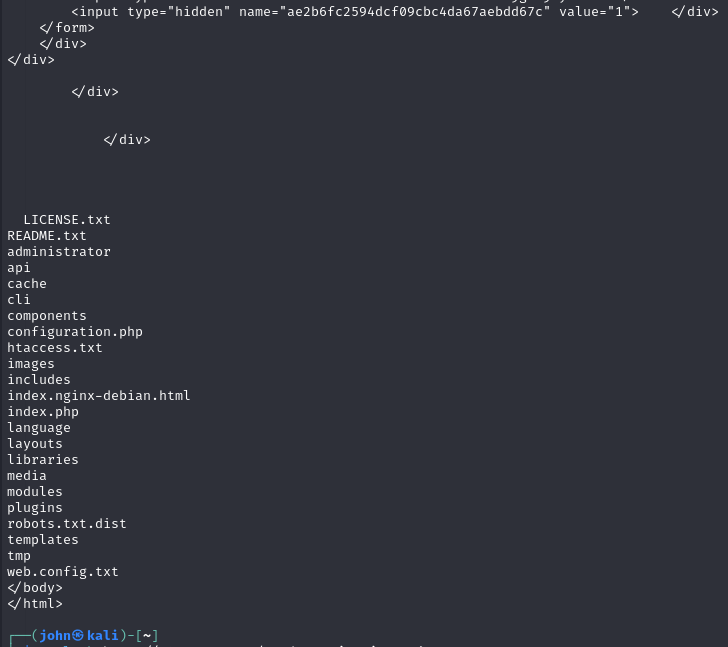 <input type="hidden" name="ae2b6fc2594dcf09cbc4da67aebdd67c" value="1">    </div>
</form>
</div>
</div>
</div>
</div>
LICENSE.txt
README.txt
administrator
api
cache
cli
components
configuration.php
htaccess.txt
images
includes
index.nginx-debian.html
index.php
language
layouts
libraries
media
modules
plugins
robots.txt.dist
templates
tmp
web.config.txt
</body>
</html>
┌──(john㉿kali)-[~]